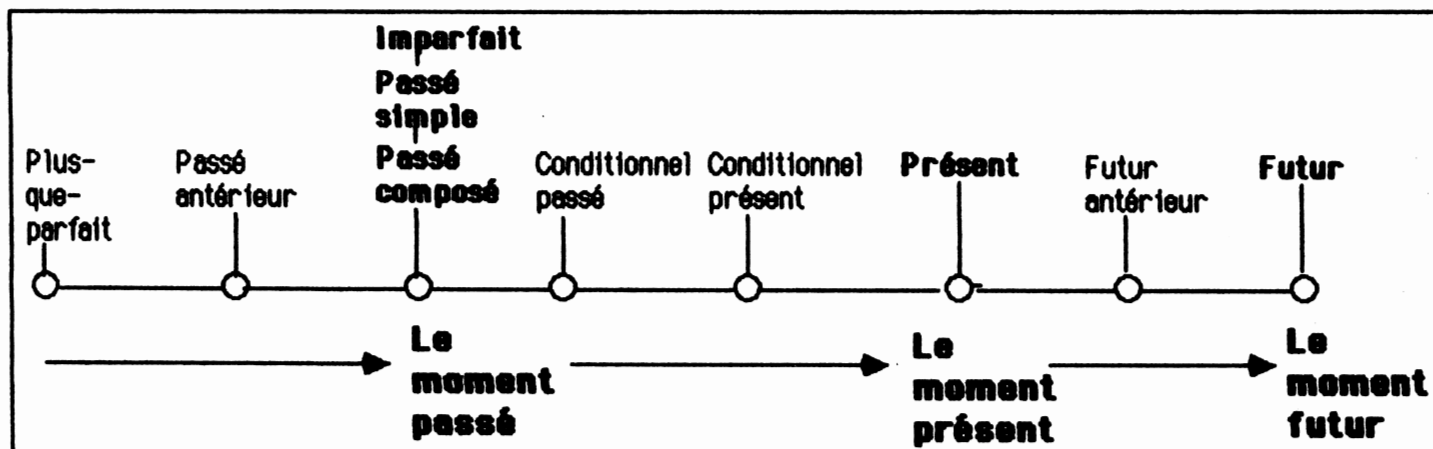 Imparfait
Passé
simple
Passé
composé
Plus-
que-
parfait
Passé
antérieur
Conditionnel
passé
Conditionnel
présent
Présent
Futur
antérieur
Futur
Le
moment
passé
Le
moment
présent
Le
moment
futur